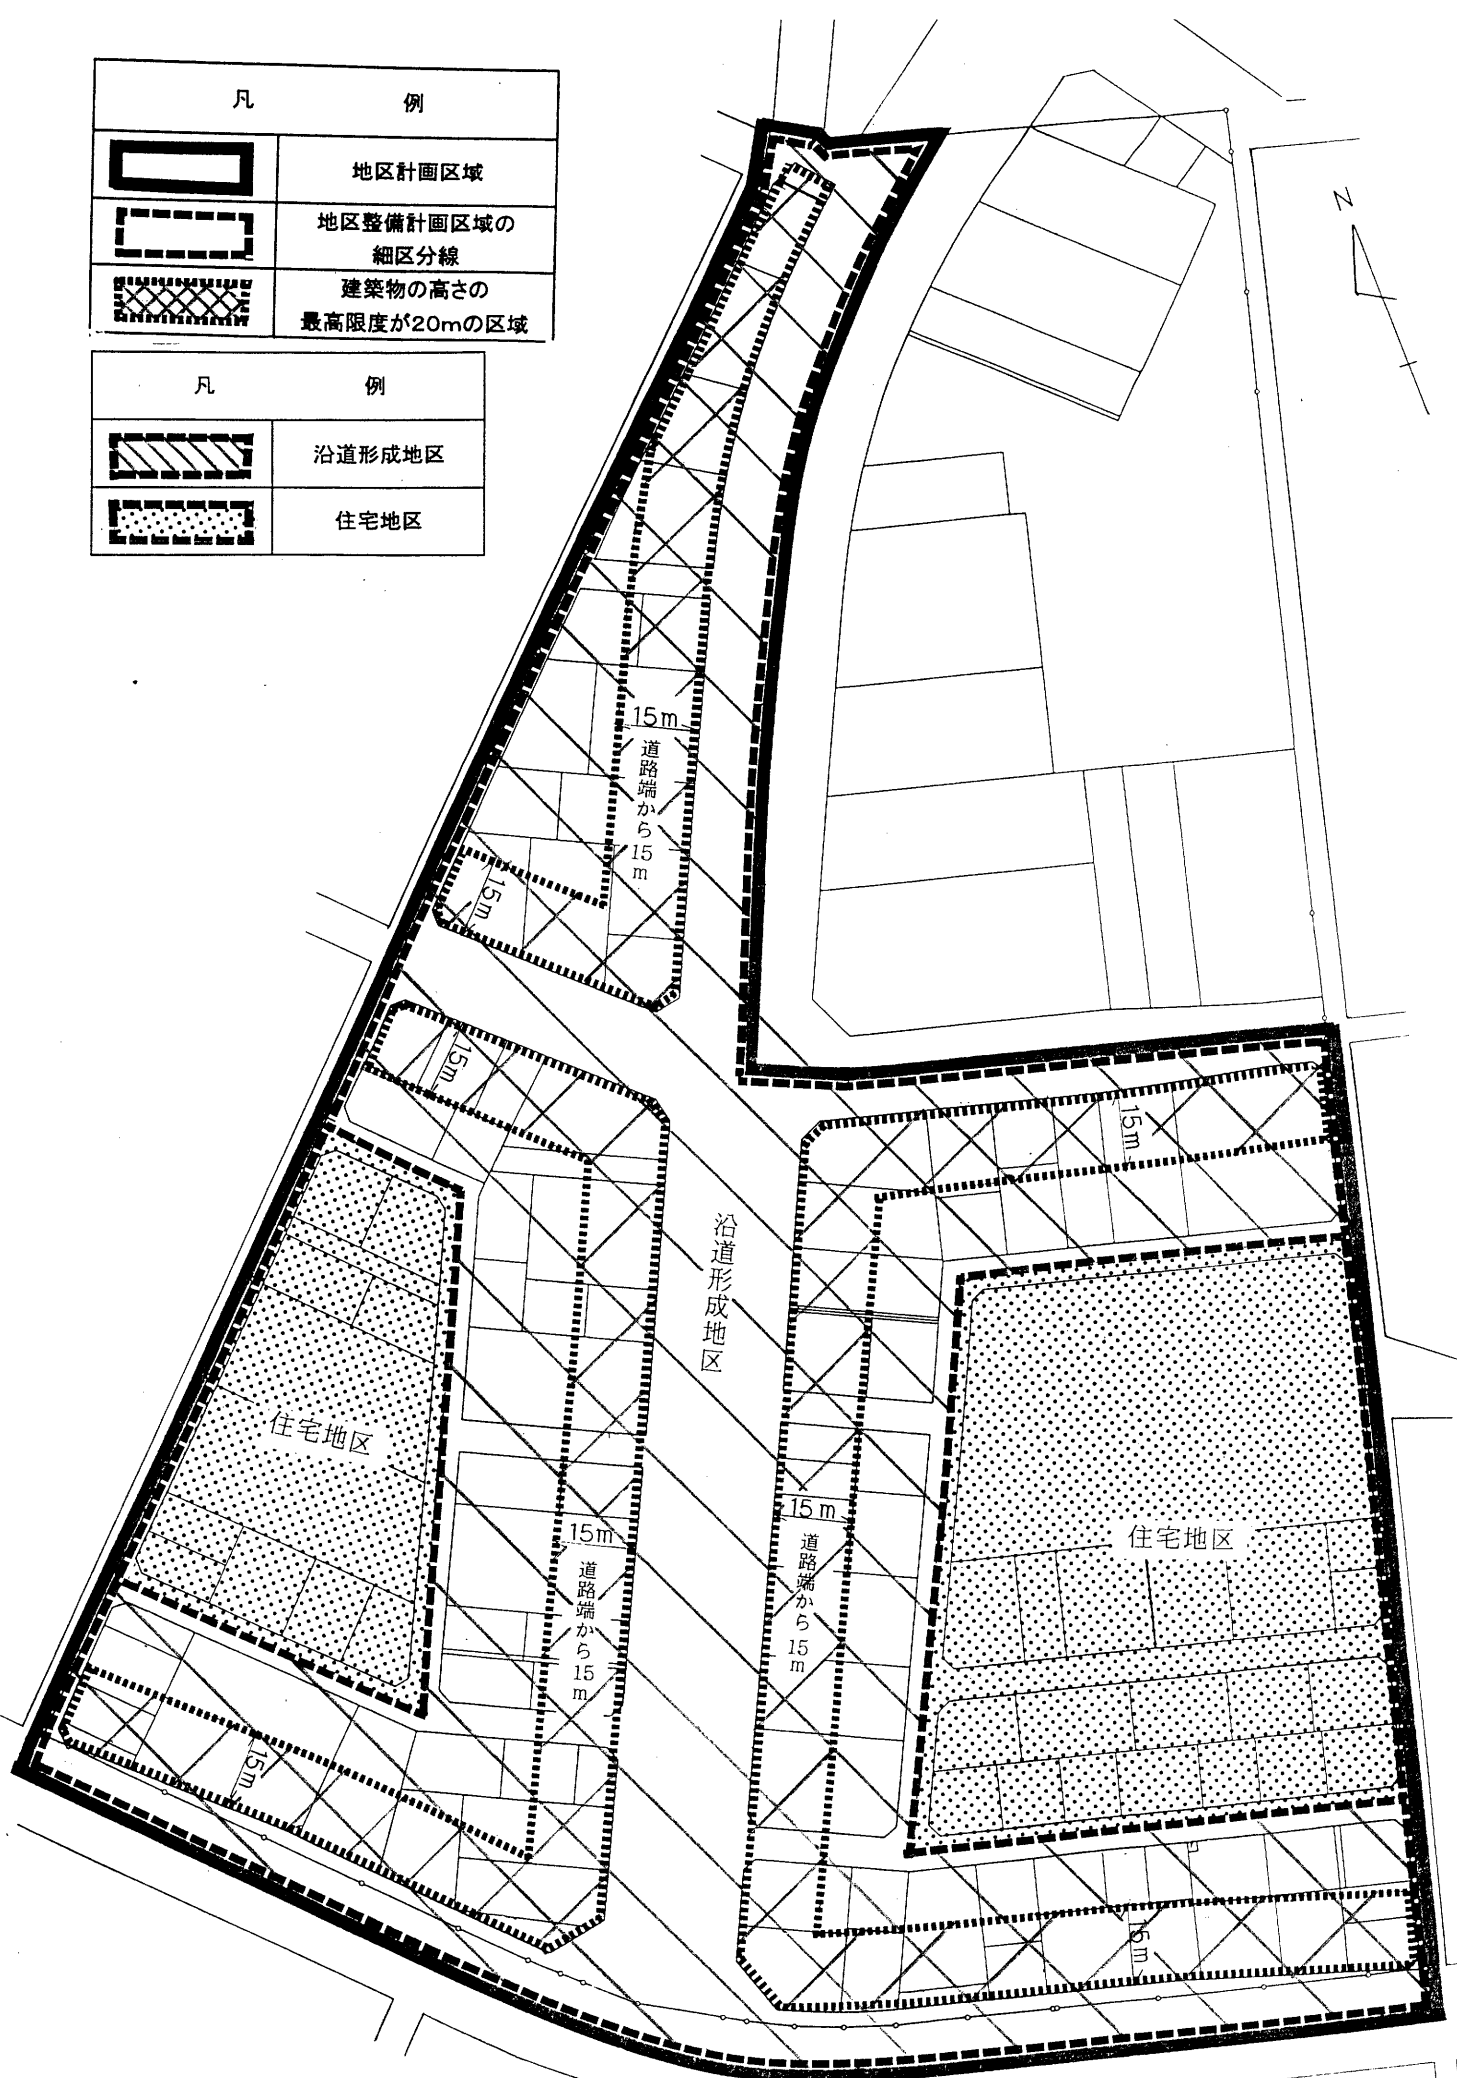 凡 例
地区計画区域
地区整備計画区域の
細区分線
建築物の高さの
最高限度が20mの区域
凡 例
沿道形成地区
住宅地区
N
15m
道路端から15m
15m
15m
15m
沿道形成地区
住宅地区
15m
道路端から15m
15m
道路端から15m
住宅地区
15m
15m